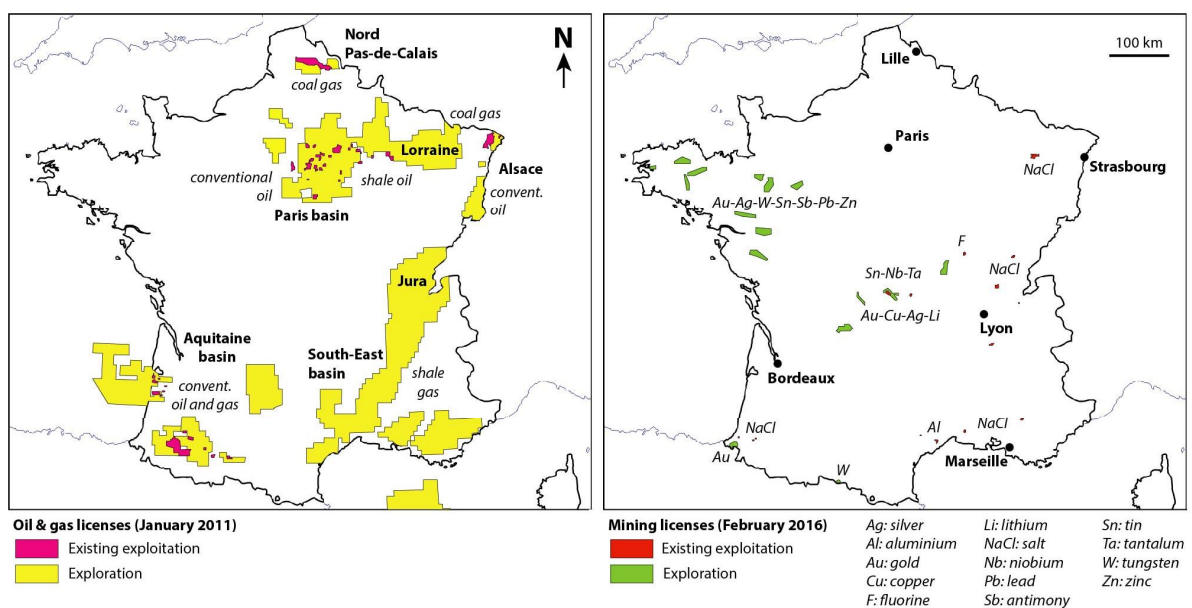 Nord
Pas-de-Calais
N
coal gas
coal gas
Lorraine
Alsace
conventional
oil
shale oil
convent.
oil
Paris basin
Jura
Aquitaine
basin
South-East
basin
shale
gas
convent.
oil and gas
Oil & gas licenses (January 2011)
Existing exploitation
Exploration
100 km
Lille
Paris
Strasbourg
NaCl
Au-Ag-W-Sn-Sb-Pb-Zn
F
NaCl
Sn-Nb-Ta
Au-Cu-Ag-Li
Lyon
Bordeaux
NaCl
Au
Al
NaCl
Marseille
W
Mining licenses (February 2016)
Existing exploitation
Exploration
Ag: silver
Al: aluminium
Au: gold
Cu: copper
F: fluorine
Li: lithium
NaCl: salt
Nb: niobium
Pb: lead
Sb: antimony
Sn: tin
Ta: tantalum
W: tungsten
Zn: zinc